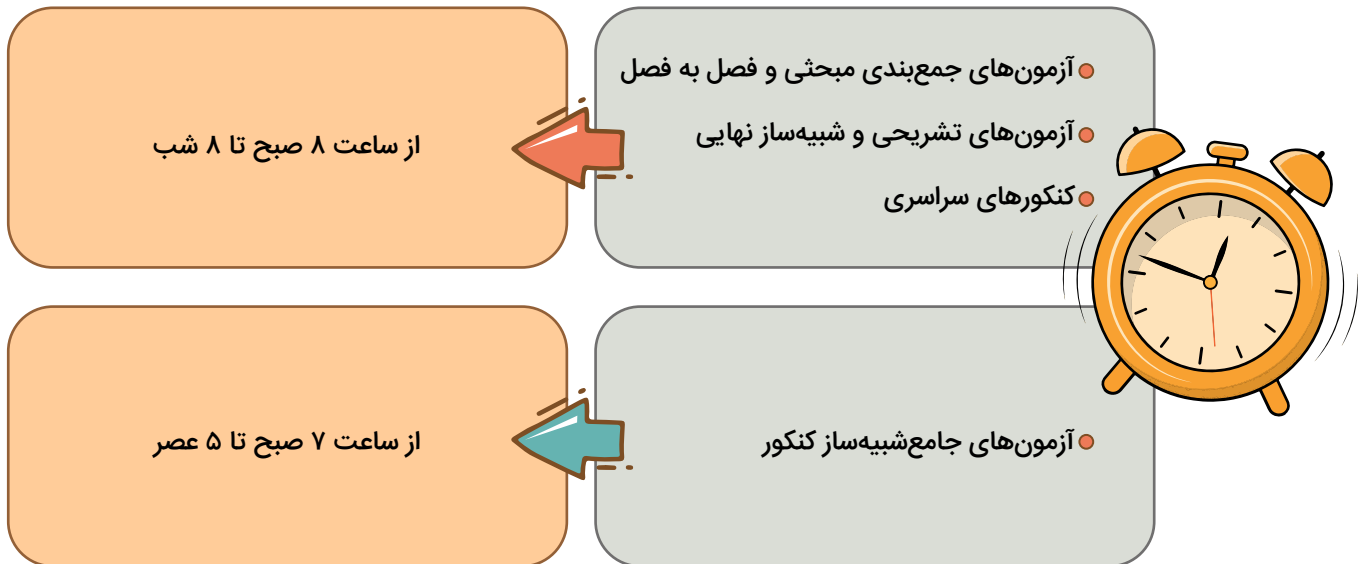 آزمون‌های جمع‌بندی مبحثی و فصل به فصل
آزمون‌های تشریحی و شبیه‌ساز نهایی
کنکورهای سراسری
از ساعت ۸ صبح تا ۸ شب
آزمون‌های جامع‌شبیه‌ساز کنکور
از ساعت ۷ صبح تا ۵ عصر